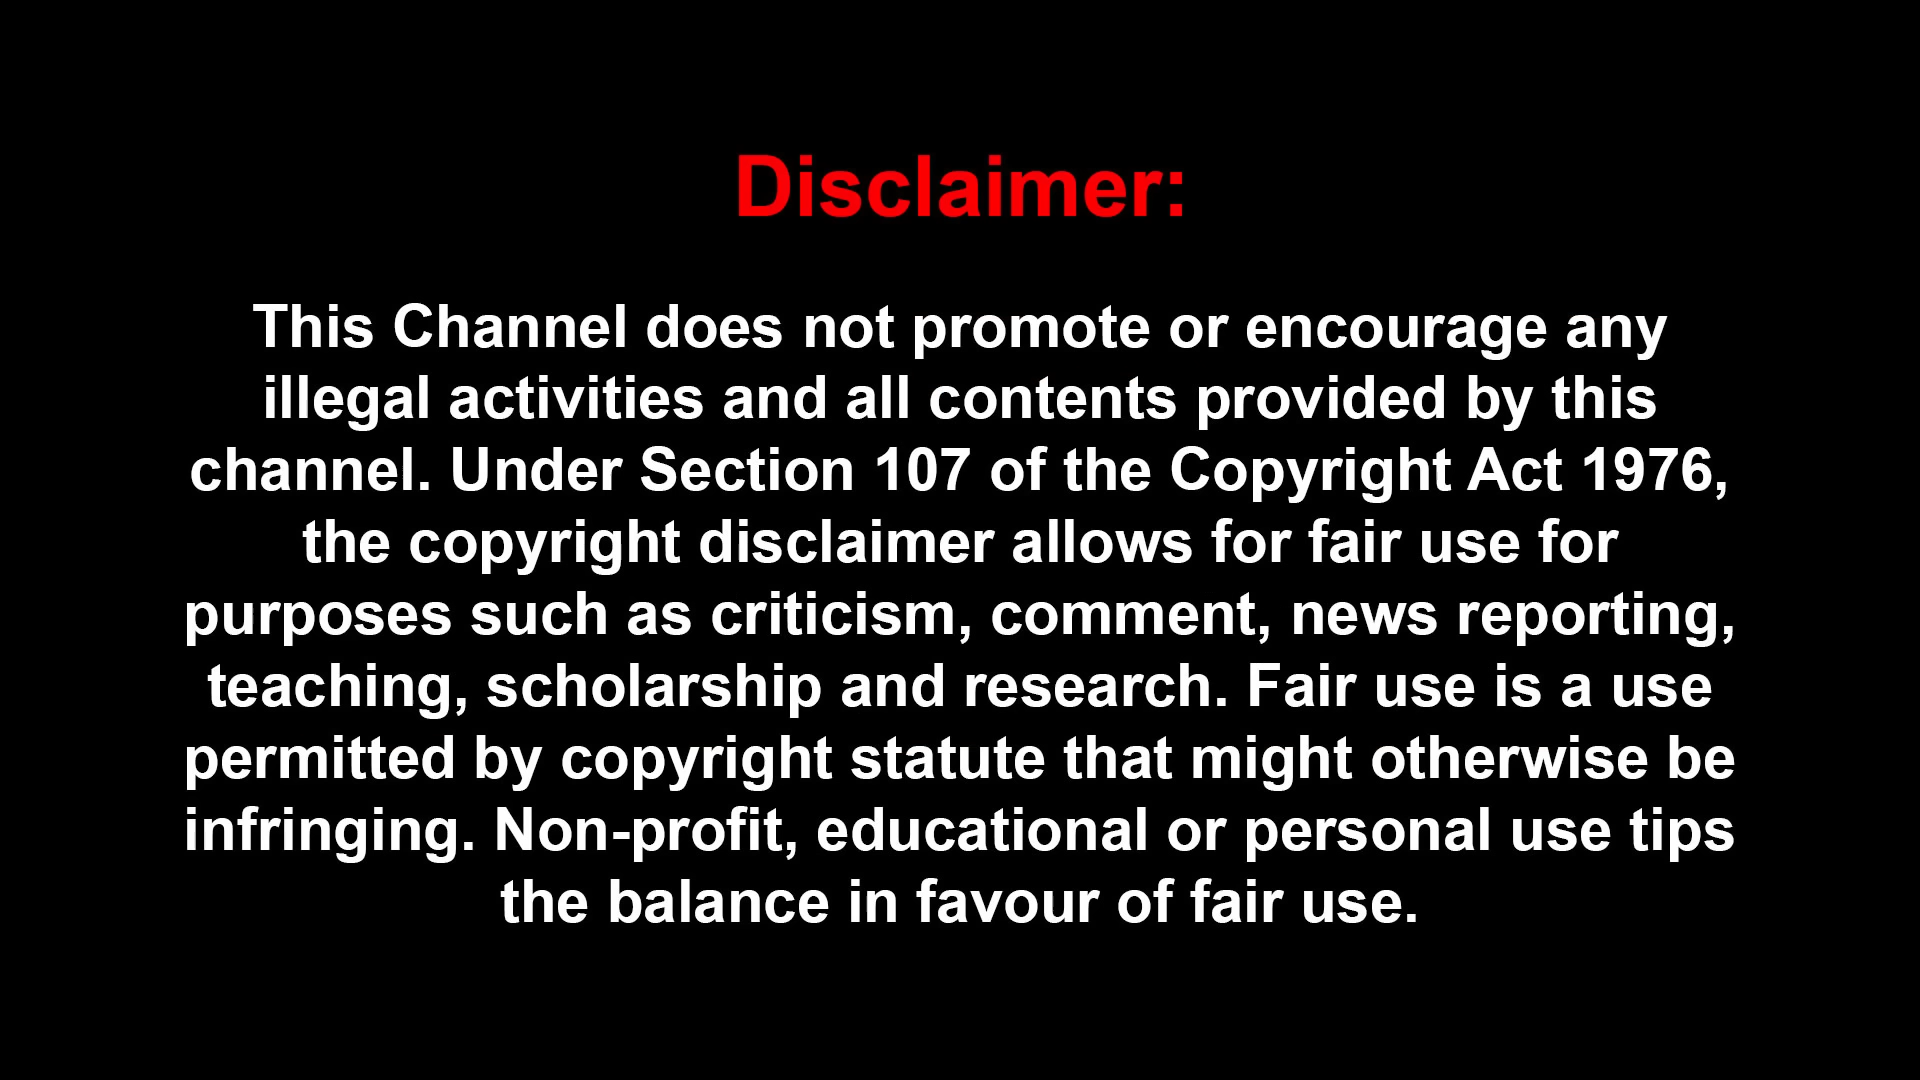 Disclaimer:
This Channel does not promote or encourage any
illegal activities and all contents provided by this
channel. Under Section 107 of the Copyright Act 1976,
the copyright disclaimer allows for fair use for
purposes such as criticism, comment, news reporting,
teaching, scholarship and research. Fair use is a use
permitted by copyright statute that might otherwise be
infringing. Non-profit, educational or personal use tips
the balance in favour of fair use.